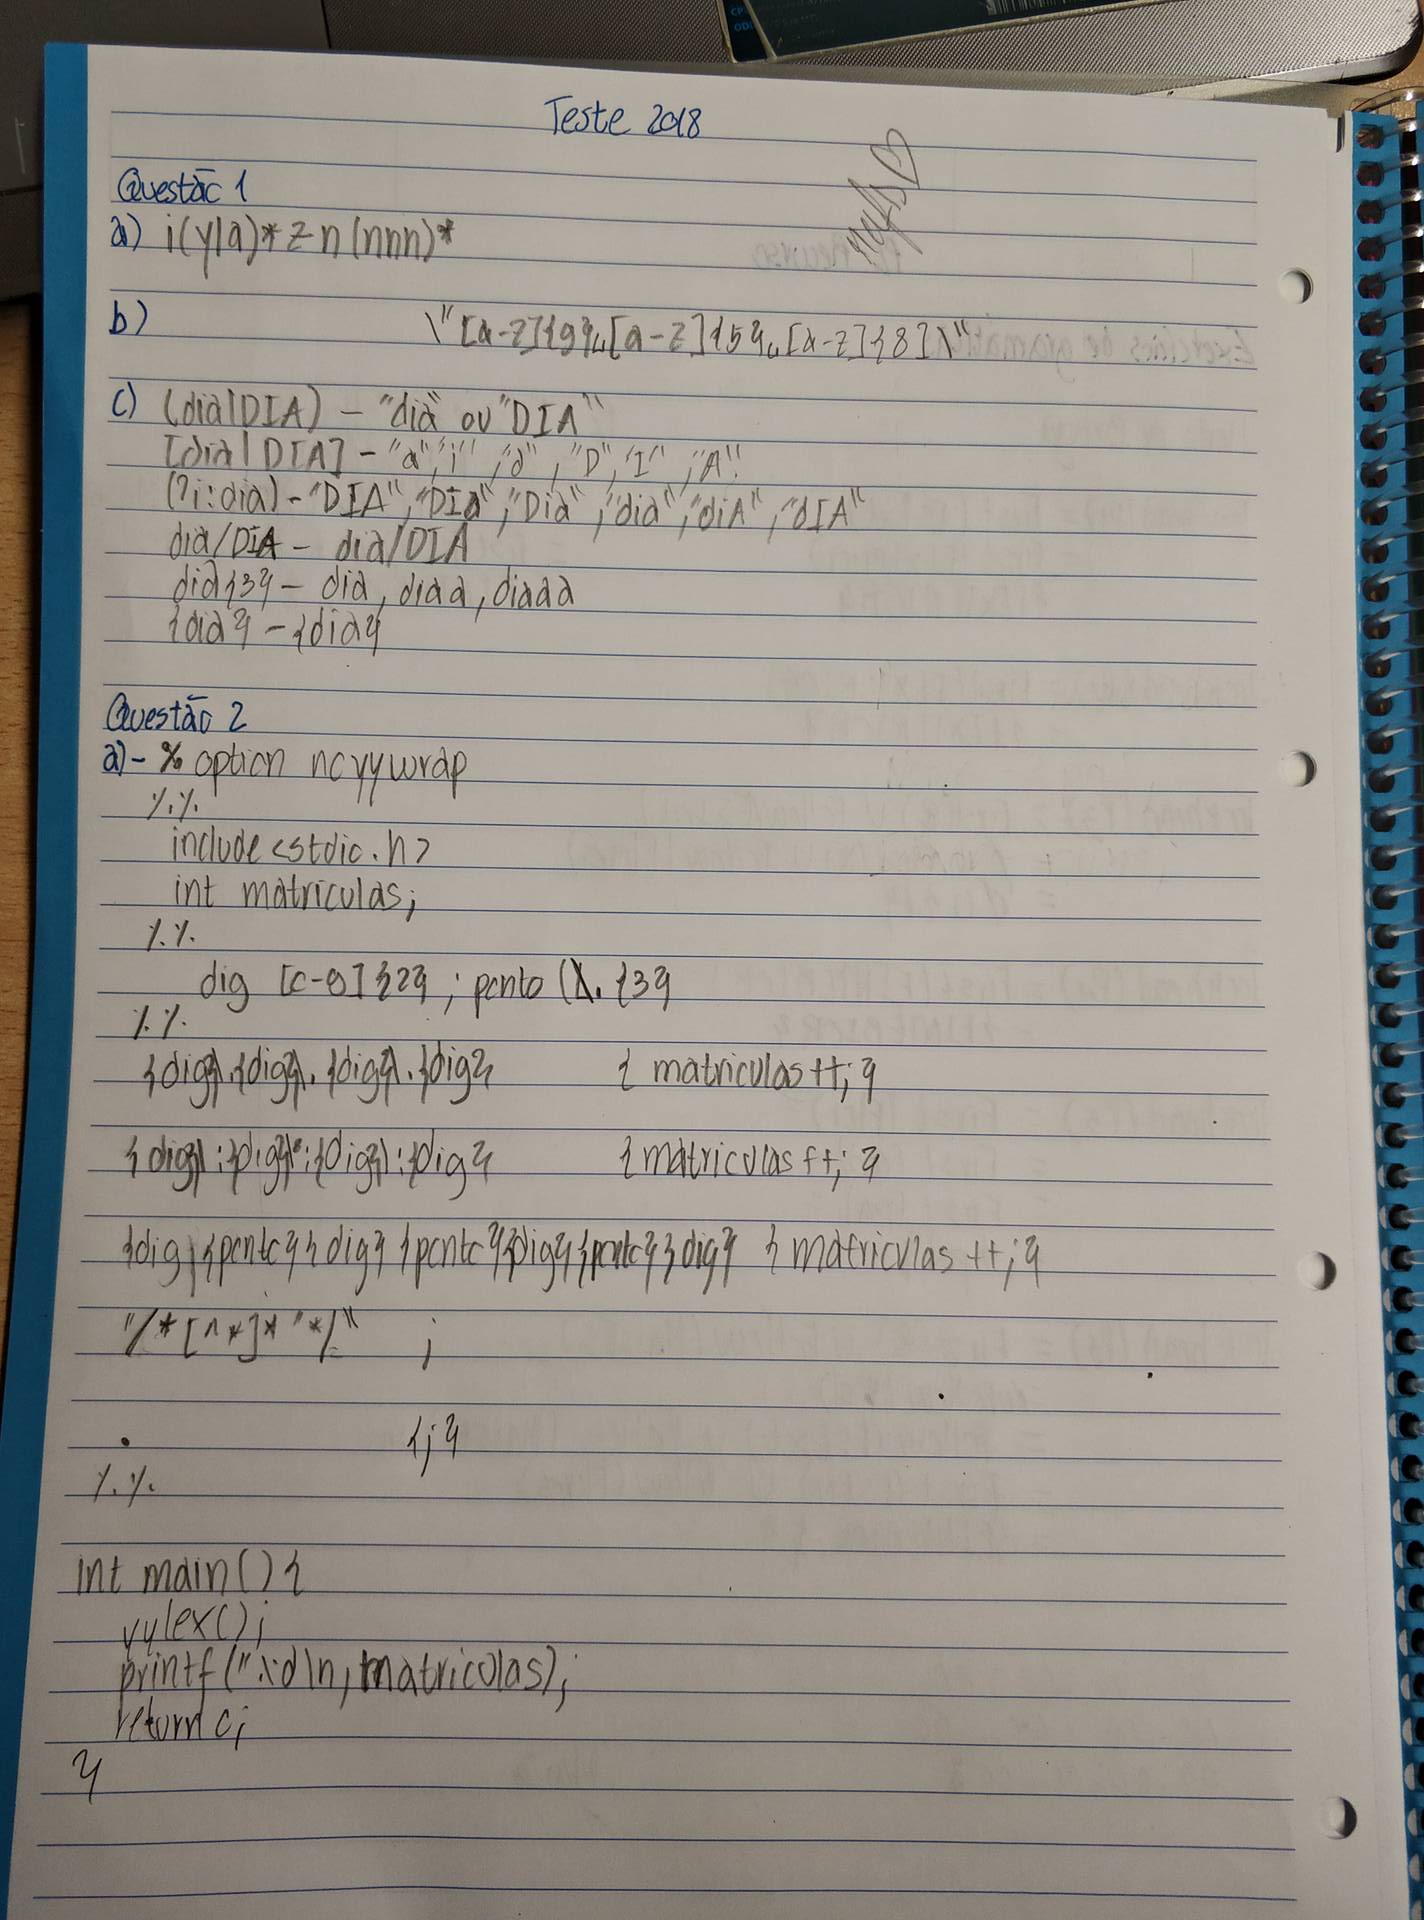 Teste 2018
Questão 1
a) i(y|a)*zn(nnn)*
b) \"[a-z]{9}␣[a-z]{5}␣[a-z]{8]\"
c) (dia|DIA) - "dia" ou "DIA"
[dia|DIA] - "a", "i", "d", "D", "I", "A".
(?i:dia) - "DIA", "DIa", "Dia", "dia", "diA", "dIA"
dia/DIA - dia/DIA
dia{3} - dia, diaa, diaaa
{dia} - {dia}
Questão 2
a)- % option noyywrap
%%
include <stdio.h>
int matriculas;
%%
dig [0-9]{2}; ponto (\. {3}
%%
{dig}\.{dig}\.{dig}\.{dig} { matriculas++; }
{dig}\:{dig}\:{dig}\:{dig} { matriculas++; }
{dig}{ponto}{dig}{ponto}{dig}{ponto}{dig} { matriculas++; }
"/*[^*]*"*/" ;
. {;}
%%
int main(){
yylex();
printf("%d\n, matriculas);
return 0;
}